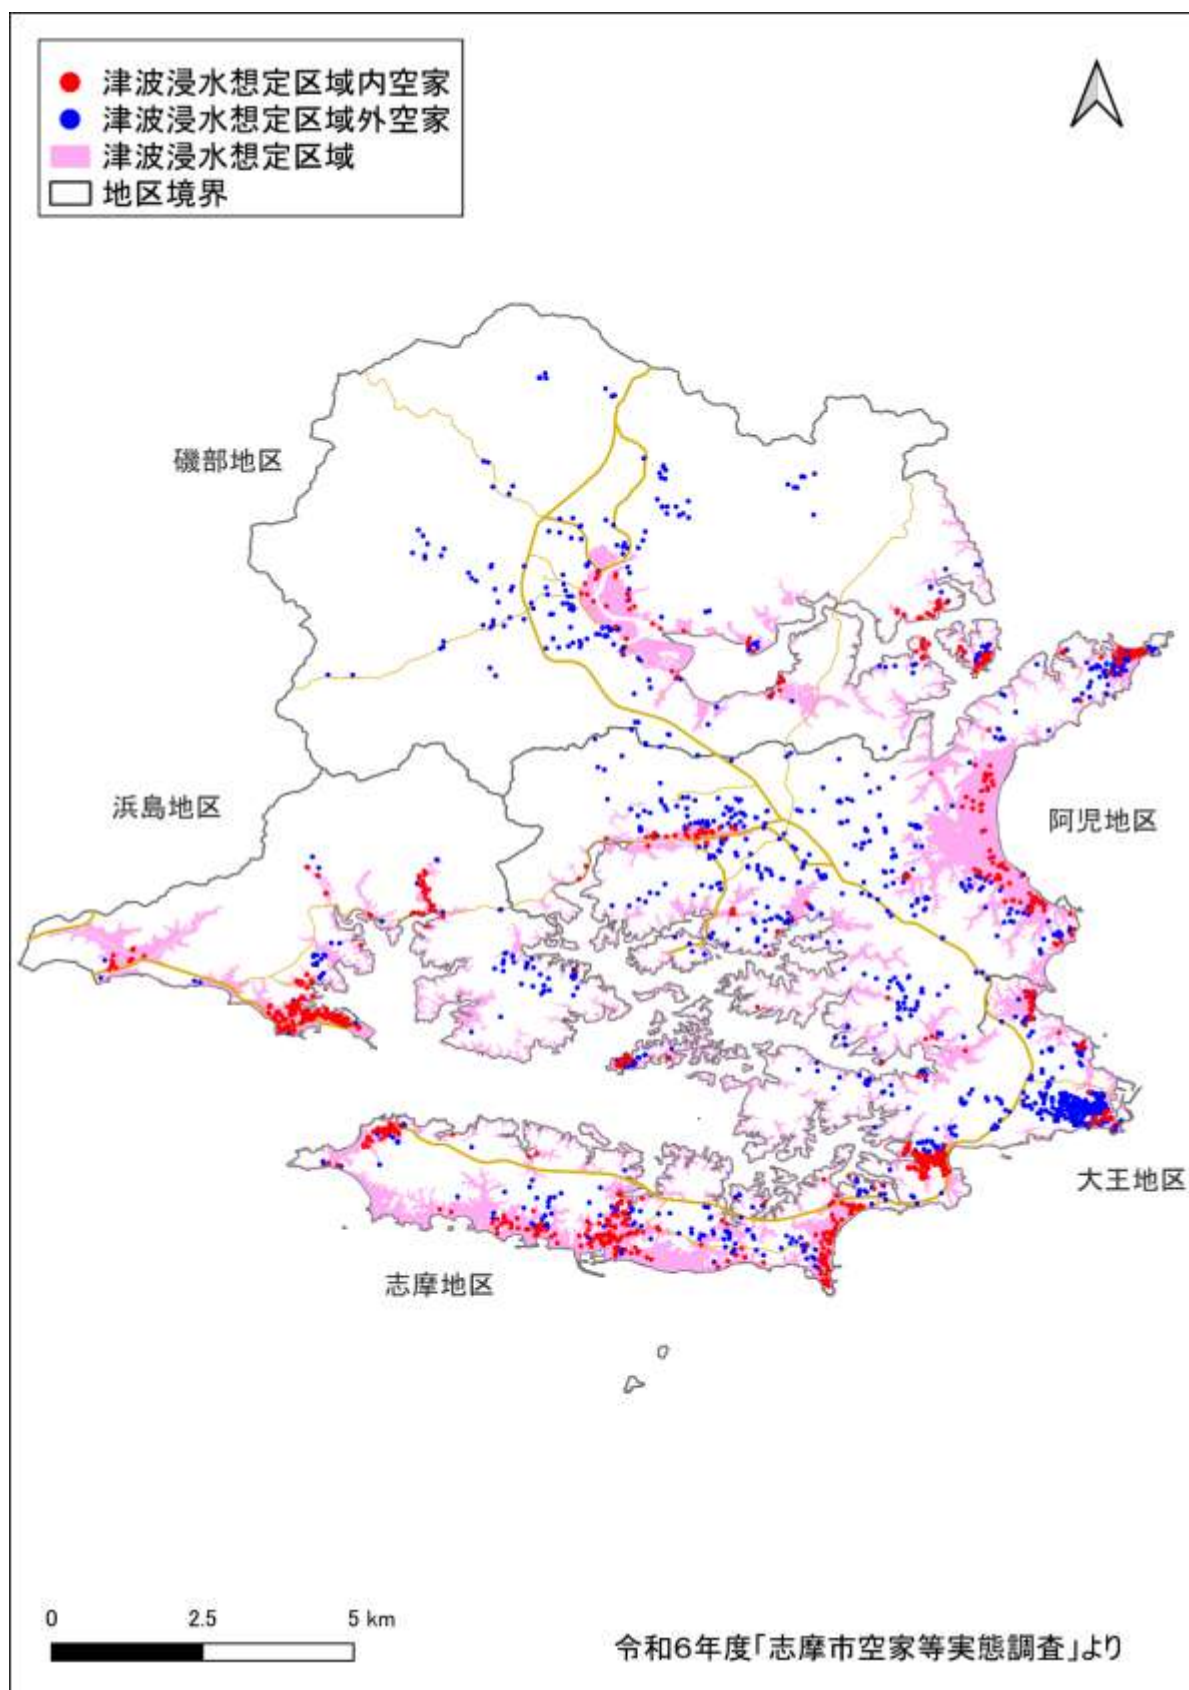 津波浸水想定区域内空家
津波浸水想定区域外空家
津波浸水想定区域
地区境界
磯部地区
浜島地区
阿児地区
大王地区
志摩地区
0 2.5 5 km
令和6年度「志摩市空家等実態調査」より